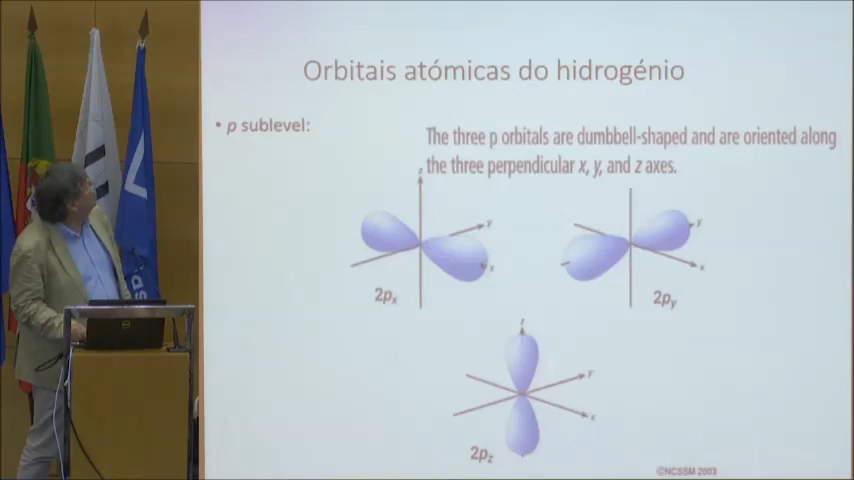 Orbitais atómicas do hidrogénio
• p sublevel:
The three p orbitals are dumbbell-shaped and are oriented along
the three perpendicular x, y, and z axes.
z
y
x
2px
y
x
2py
z
y
x
2pz
©NCSSM 2003